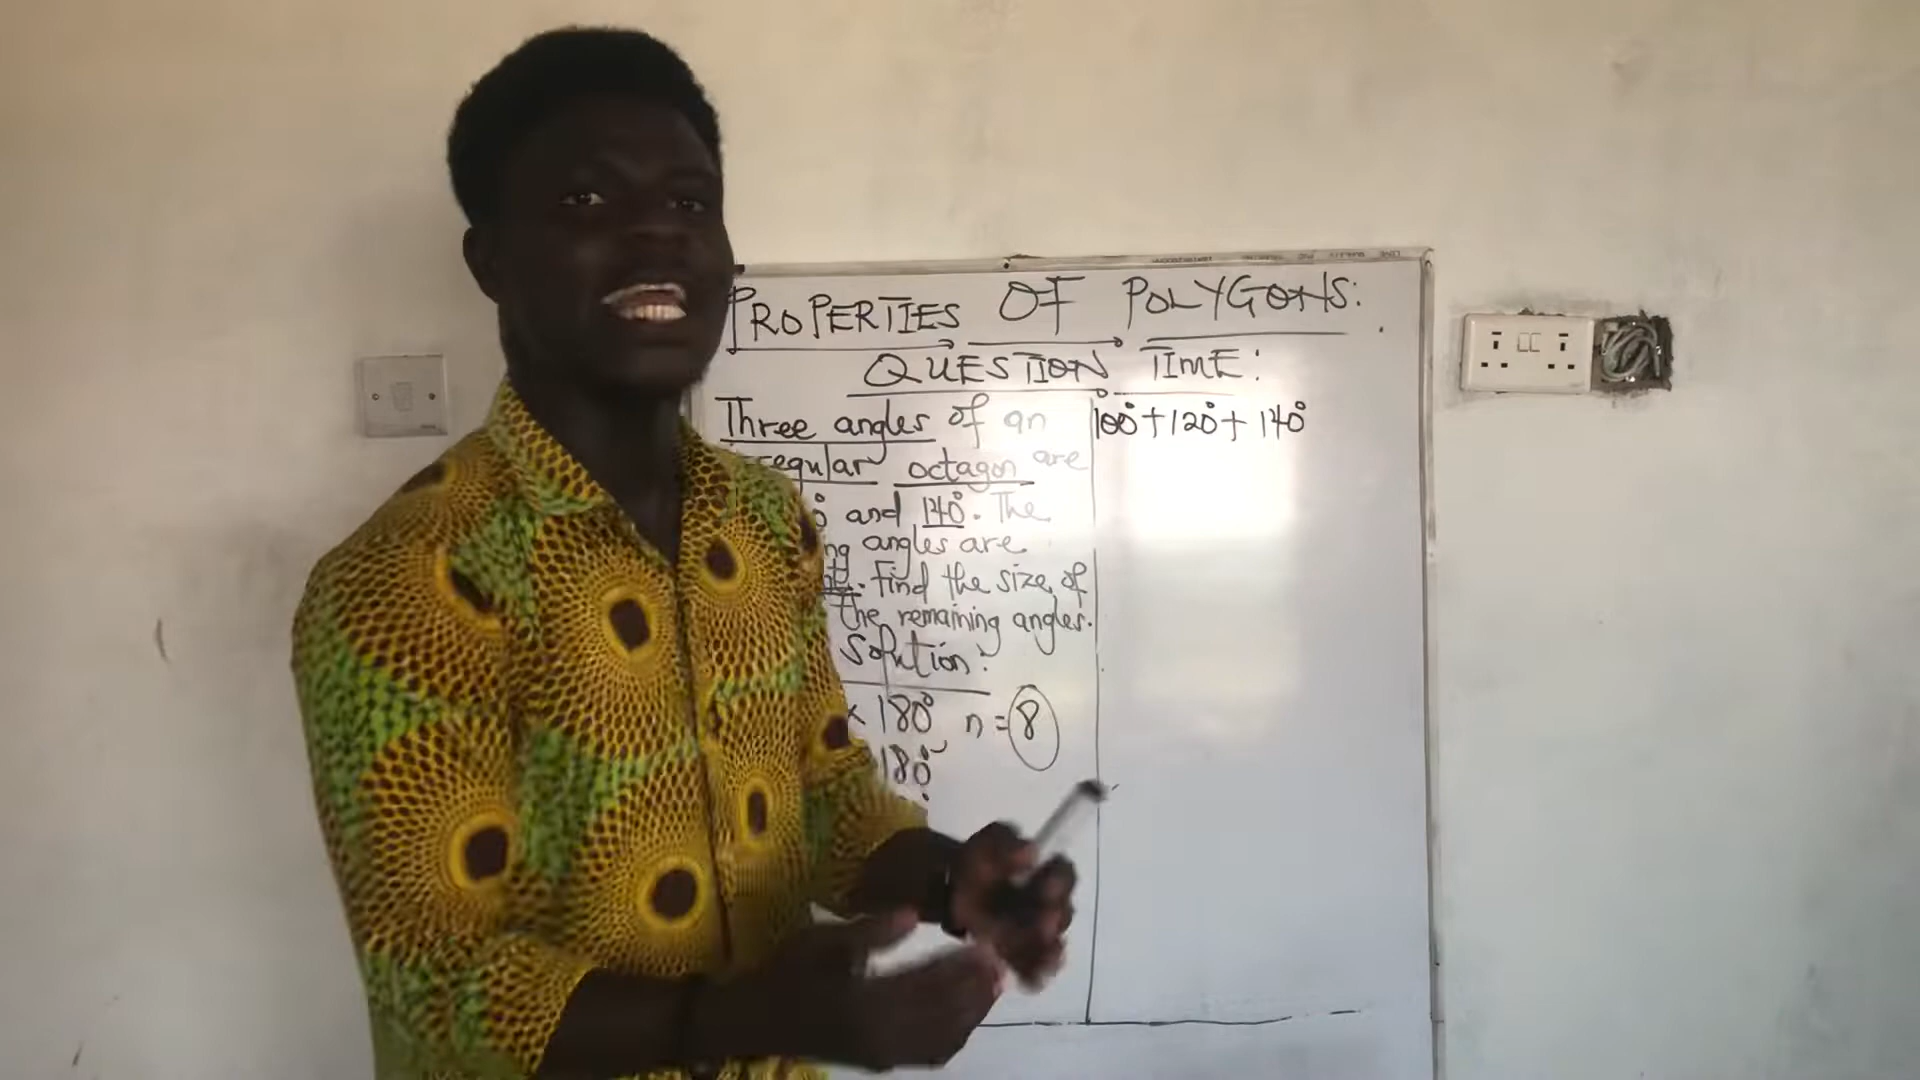 PROPERTIES OF POLYGONS:
QUESTION TIME:
Three angles of an
octagon are
and 140°. The
angles are
Find the size of
the remaining angles.
Solution:
× 180° n = 8
180°
100° + 120° + 140°